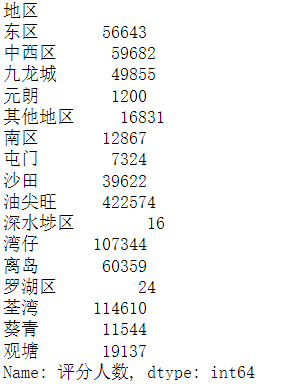 地区
东区 56643
中西区 59682
九龙城 49855
元朗 1200
其他地区 16831
南区 12867
屯门 7324
沙田 39622
油尖旺 422574
深水埗区 16
湾仔 107344
离岛 60359
罗湖区 24
荃湾 114610
葵青 11544
观塘 19137
Name: 评分人数, dtype: int64